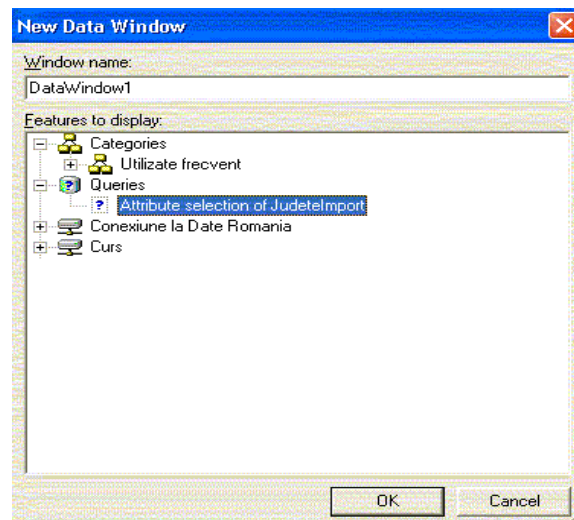 New Data Window
Window name:
DataWindow1
Features to display:
Categories
Utilizate frecvent
Queries
Attribute selection of JudeteImport
Conexiune la Date Romania
Curs
OK Cancel